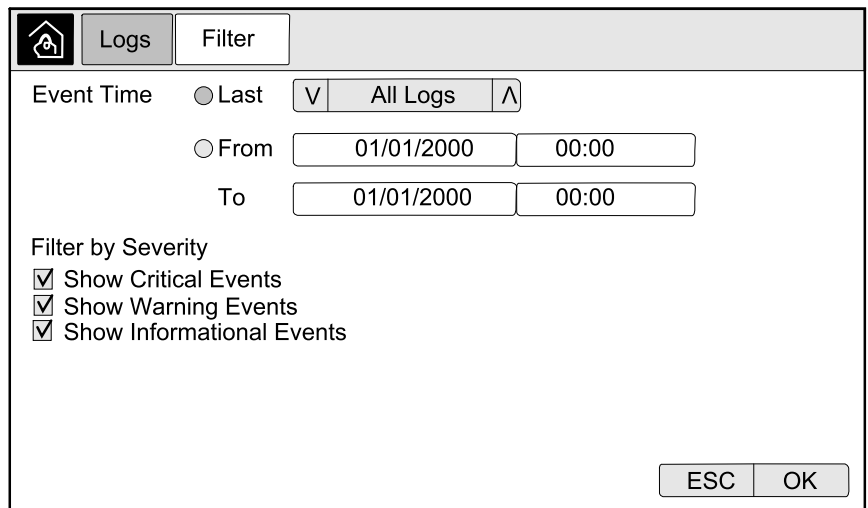 Logs Filter
Event Time Last V All Logs Λ
From 01/01/2000 00:00
To 01/01/2000 00:00
Filter by Severity
Show Critical Events
Show Warning Events
Show Informational Events
ESC OK